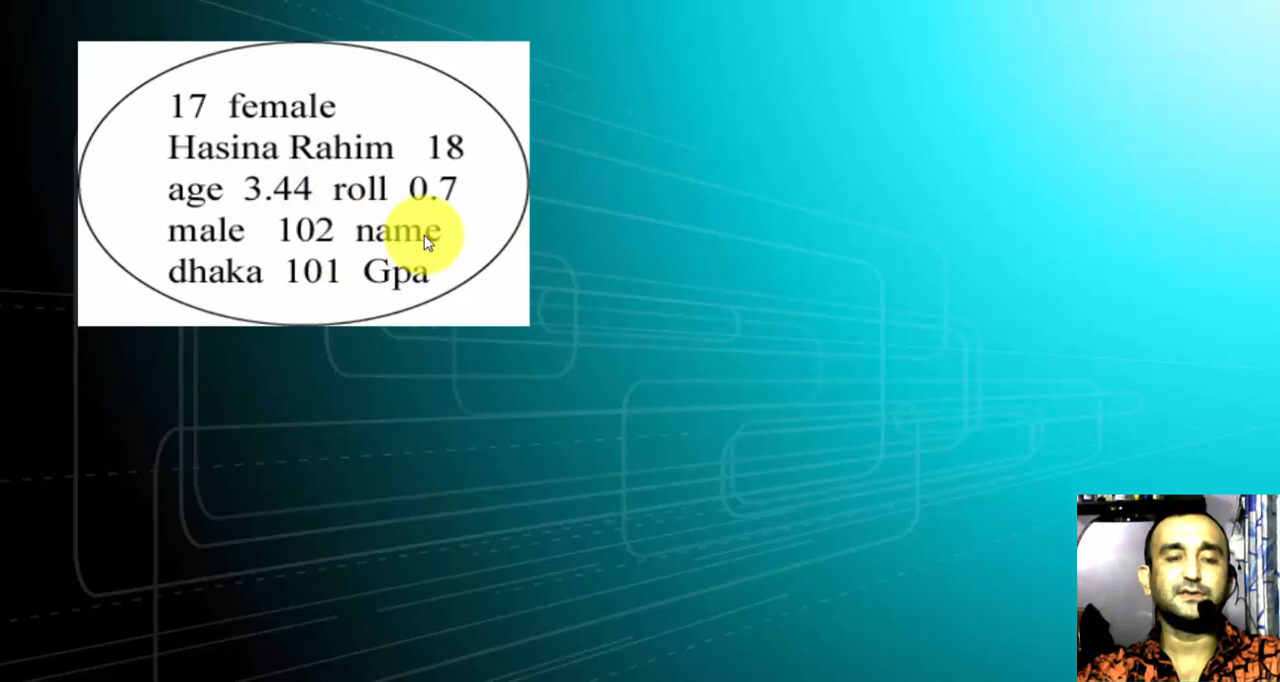 17 female
Hasina Rahim 18
age 3.44 roll 0.7
male 102 name
dhaka 101 Gpa